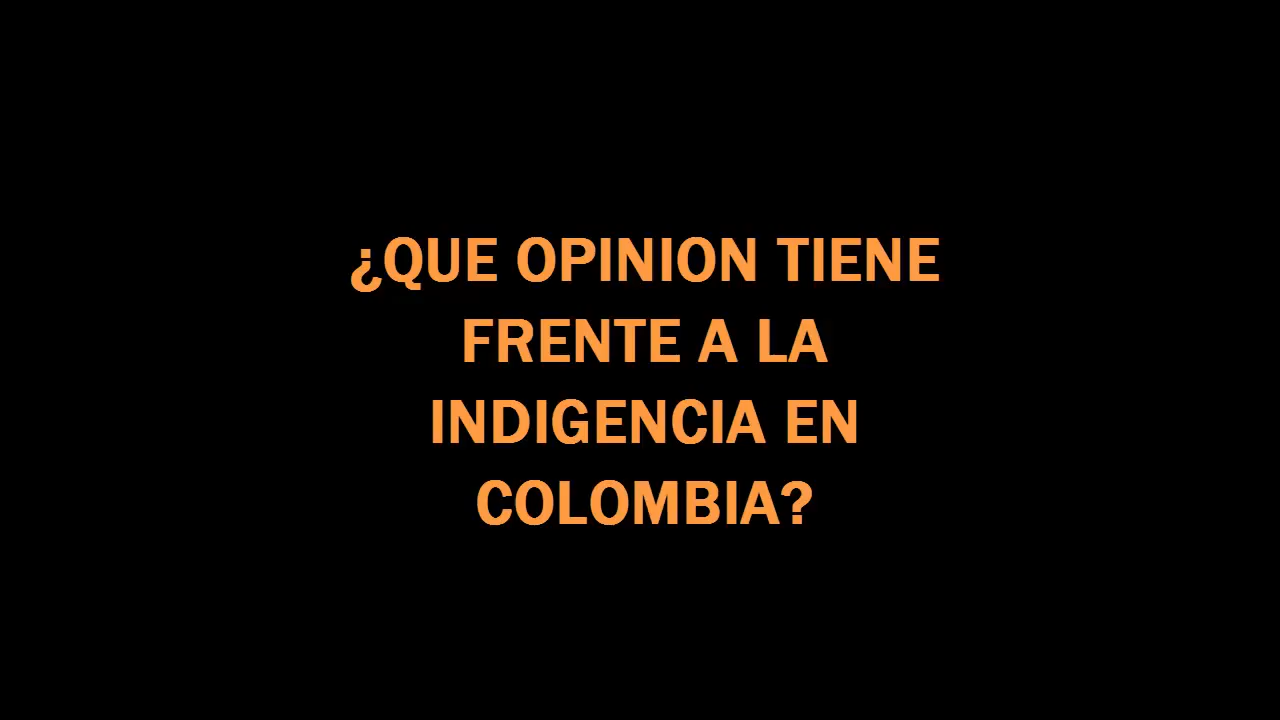 ¿QUE OPINION TIENE
FRENTE A LA
INDIGENCIA EN
COLOMBIA?